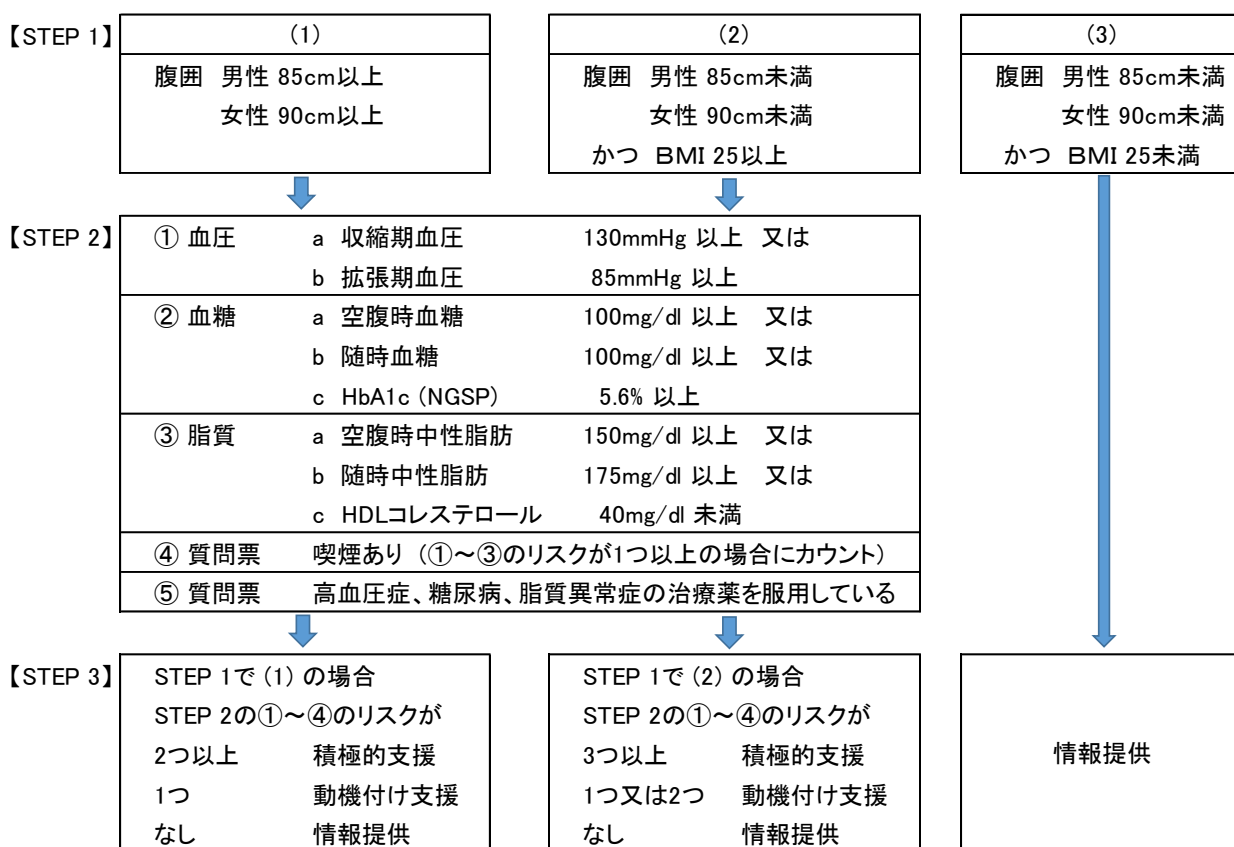 【STEP 1】
(1)
腹囲 男性 85cm以上
女性 90cm以上
(2)
腹囲 男性 85cm未満
女性 90cm未満
かつ BMI 25以上
(3)
腹囲 男性 85cm未満
女性 90cm未満
かつ BMI 25未満
【STEP 2】
① 血圧 a 収縮期血圧 130mmHg 以上 又は
b 拡張期血圧 85mmHg 以上
② 血糖 a 空腹時血糖 100mg/dl 以上 又は
b 随時血糖 100mg/dl 以上 又は
c HbA1c (NGSP) 5.6% 以上
③ 脂質 a 空腹時中性脂肪 150mg/dl 以上 又は
b 随時中性脂肪 175mg/dl 以上 又は
c HDLコレステロール 40mg/dl 未満
④ 質問票 喫煙あり (①~③のリスクが1つ以上の場合にカウント)
⑤ 質問票 高血圧症、糖尿病、脂質異常症の治療薬を服用している
【STEP 3】
STEP 1で (1) の場合
STEP 2の①~④のリスクが
2つ以上 積極的支援
1つ 動機付け支援
なし 情報提供
STEP 1で (2) の場合
STEP 2の①~④のリスクが
3つ以上 積極的支援
1つ又は2つ 動機付け支援
なし 情報提供
情報提供